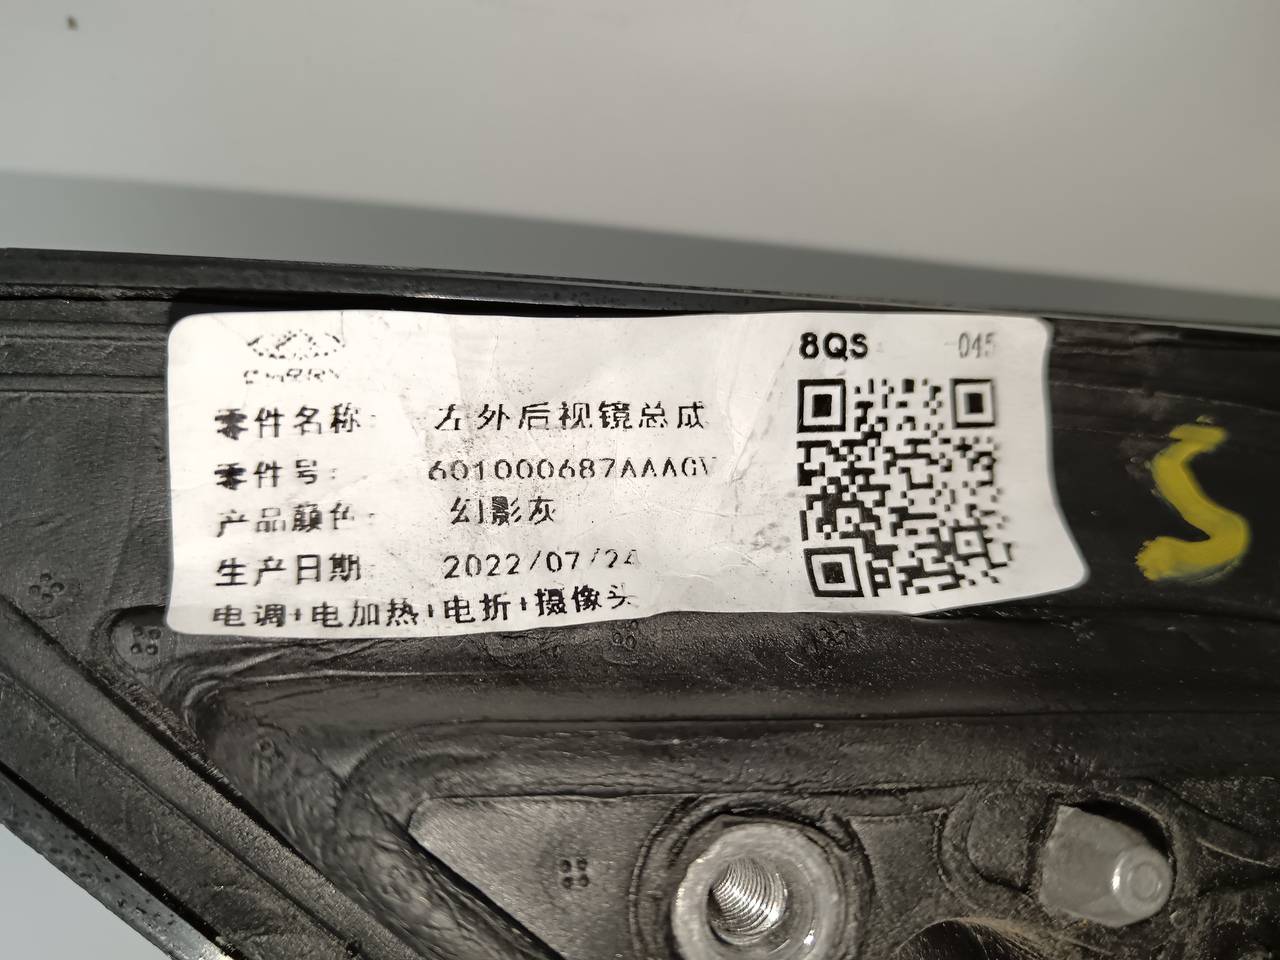 CHERY
8QS 045
零件名称: 左外后视镜总成
零件号: 601000687AAAGV
产品颜色: 幻影灰
生产日期 2022/07/24
电调+电加热+电折+摄像头
S